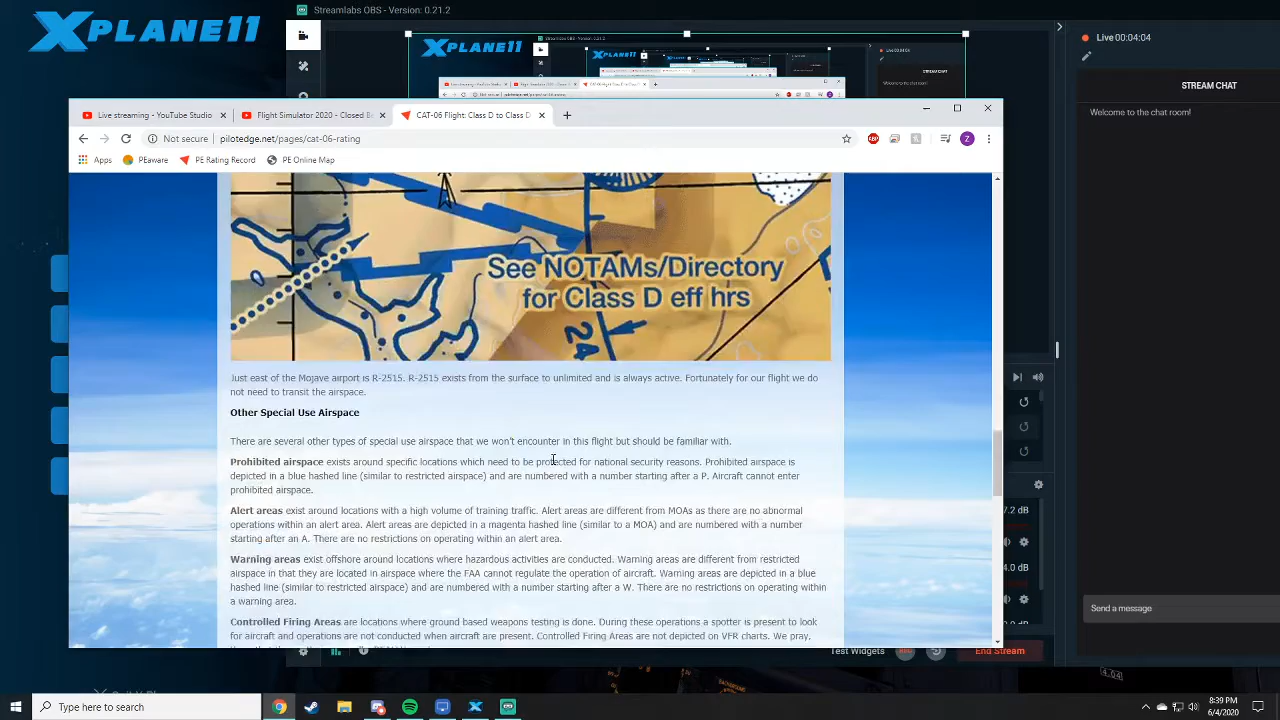 XPLANE11
Streamlabs OBS - Version: 0.21.2
Live 00:04:04
STREAM CHAT
Welcome to the chat room!
Live streaming - YouTube Studio
Flight Simulator 2020 - Closed B
CAT-06 Flight: Class D to Class D
Not secure | pilotedge.net/pages/cat-06-rating
Apps PEaware PE Rating Record PE Online Map
See NOTAMs/Directory
for Class D eff hrs
24
Just east of the Mojave airport is R-2515. R-2515 exists from the surface to unlimited and is always active. Fortunately for our flight we do
not need to transit the airspace.
Other Special Use Airspace
There are several other types of special use airspace that we won't encounter in this flight but should be familiar with.
Prohibited airspace exists around specific locations which need to be protected for national security reasons. Prohibited airspace is
depicted in a blue hashed line (similar to restricted airspace) and are numbered with a number starting after a P. Aircraft cannot enter
prohibited airspace.
Alert areas exist around locations with a high volume of training traffic. Alert areas are different from MOAs as there are no abnormal
operations within an alert area. Alert areas are depicted in a magenta hashed line (similar to a MOA) and are numbered with a number
starting after an A. There are no restrictions on operating within an alert area.
Warning areas exist offshore around locations where hazardous activities are conducted. Warning areas are different from restricted
airspace in that they are located in airspace where the FAA cannot regulate the operation of aircraft. Warning areas are depicted in a blue
hashed line (similar to restricted airspace) and are numbered with a number starting after a W. There are no restrictions on operating within
a warning area.
Controlled Firing Areas are locations where ground based weapons testing is done. During these operations a spotter is present to look
for aircraft and operations are not conducted when aircraft are present. Controlled Firing Areas are not depicted on VFR charts. We pray,
7.2 dB
4.0 dB
Send a message
Test Widgets REC End Stream
Type here to search
8:39 PM
6/4/2020